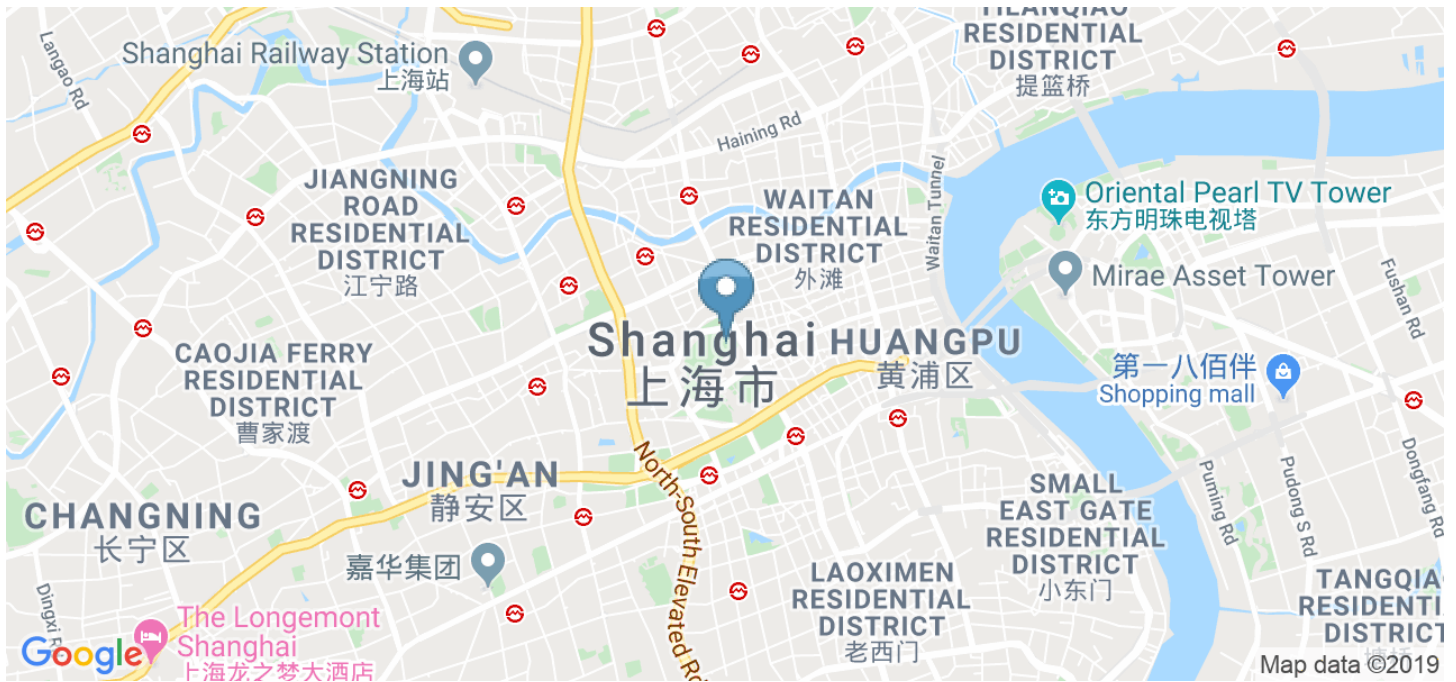 TILANQIAO
RESIDENTIAL
DISTRICT
提篮桥
Langao Rd
Shanghai Railway Station
上海站
Haining Rd
JIANGNING
ROAD
RESIDENTIAL
DISTRICT
江宁路
WAITAN
RESIDENTIAL
DISTRICT
外滩
Waitan Tunnel
Oriental Pearl TV Tower
东方明珠电视塔
Mirae Asset Tower
Fushan Rd
CAOJIA FERRY
RESIDENTIAL
DISTRICT
曹家渡
Shanghai
上海市
HUANGPU
黄浦区
第一八佰伴
Shopping mall
JING'AN
静安区
North-South Elevated Rd
CHANGNING
长宁区
嘉华集团
SMALL
EAST GATE
RESIDENTIAL
DISTRICT
小东门
Puming Rd
Pudong S Rd
Dongfang Rd
LAOXIMEN
RESIDENTIAL
DISTRICT
老西门
TANGQIA
RESIDENTI
DISTRICT
Dingxi R
The Longemont
Shanghai
上海龙之梦大酒店
Google
Map data ©2019